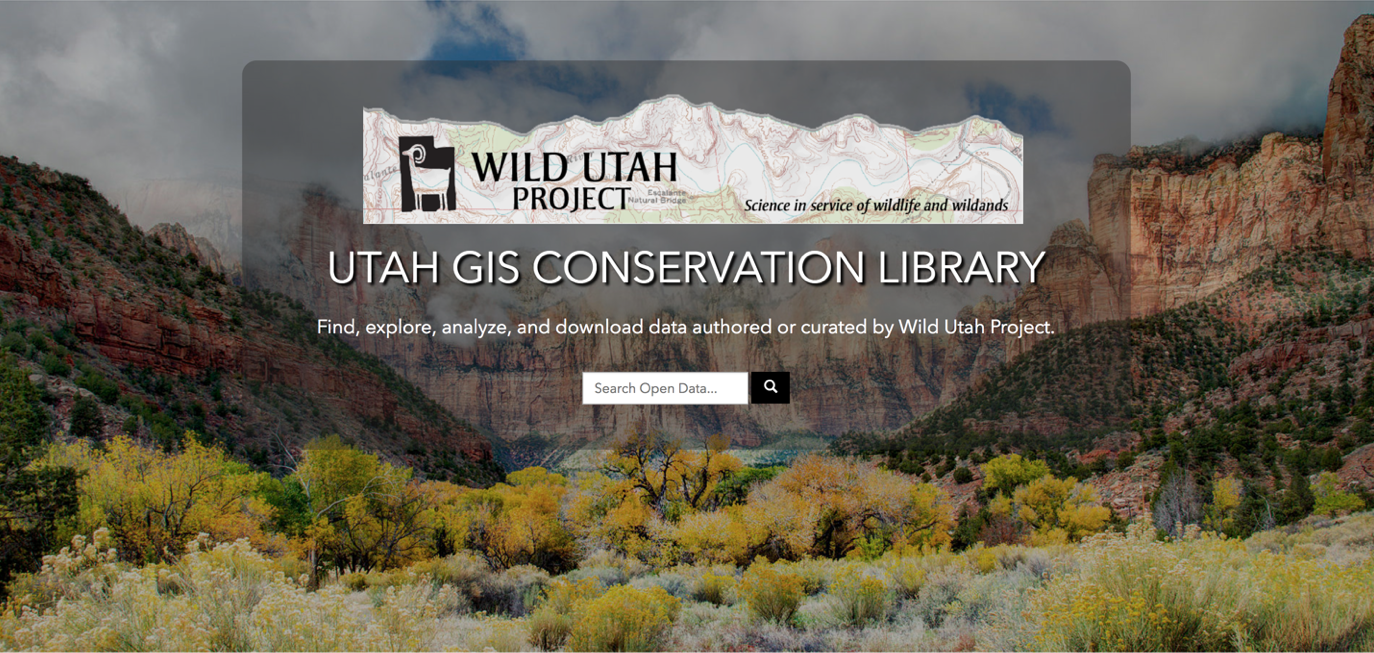 WILD UTAH
PROJECT
Escalante
Natural Bridge
Science in service of wildlife and wildands
UTAH GIS CONSERVATION LIBRARY
Find, explore, analyze, and download data authored or curated by Wild Utah Project.
Search Open Data...